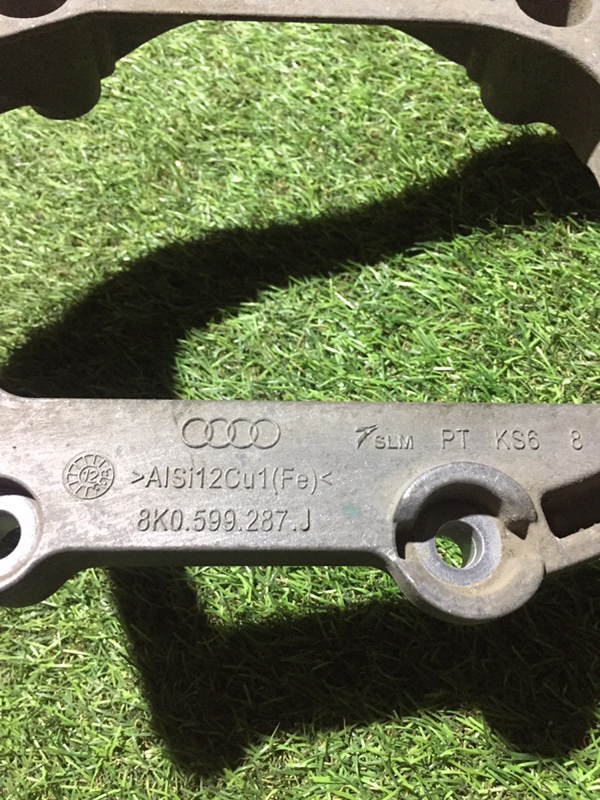 SLM PT KS6 8
>AlSi12Cu1(Fe)<
8K0.599.287.J